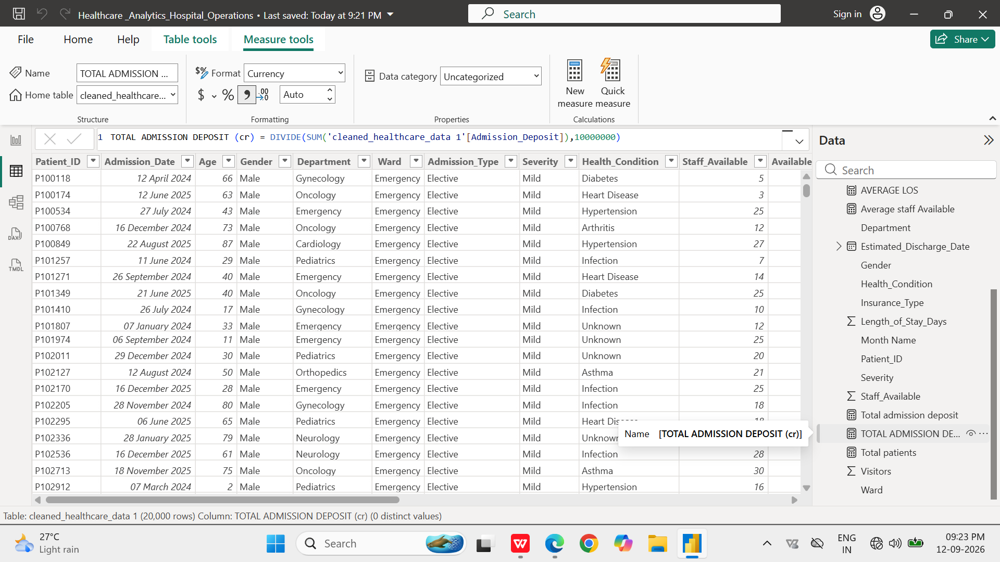 Healthcare _Analytics_Hospital_Operations • Last saved: Today at 9:21 PM
Search
Sign in
File Home Help Table tools Measure tools
Share
Name TOTAL ADMISSION ...
Home table cleaned_healthcare...
Structure
$% Format Currency
$ % , .00 →0 Auto
Formatting
Data category Uncategorized
Properties
New measure
Quick measure
Calculations
1 TOTAL ADMISSION DEPOSIT (cr) = DIVIDE(SUM('cleaned_healthcare_data 1'[Admission_Deposit]),10000000)
Patient_ID Admission_Date Age Gender Department Ward Admission_Type Severity Health_Condition Staff_Available Available
P100118 12 April 2024 66 Male Gynecology Emergency Elective Mild Diabetes 5
P100174 12 June 2025 63 Male Oncology Emergency Elective Mild Heart Disease 3
P100534 27 July 2024 43 Male Emergency Emergency Elective Mild Hypertension 25
P100768 16 December 2024 73 Male Oncology Emergency Elective Mild Arthritis 12
P100849 22 August 2025 87 Male Cardiology Emergency Elective Mild Hypertension 27
P101257 11 June 2024 29 Male Pediatrics Emergency Elective Mild Infection 7
P101271 26 September 2024 40 Male Emergency Emergency Elective Mild Heart Disease 14
P101349 21 June 2025 40 Male Oncology Emergency Elective Mild Diabetes 25
P101410 26 July 2024 17 Male Gynecology Emergency Elective Mild Infection 10
P101807 07 January 2024 33 Male Emergency Emergency Elective Mild Unknown 12
P101974 06 September 2024 11 Male Emergency Emergency Elective Mild Unknown 25
P102011 29 December 2024 30 Male Pediatrics Emergency Elective Mild Unknown 20
P102127 12 August 2024 50 Male Orthopedics Emergency Elective Mild Asthma 21
P102170 16 December 2025 28 Male Emergency Emergency Elective Mild Infection 25
P102205 28 November 2024 80 Male Gynecology Emergency Elective Mild Infection 18
P102295 06 June 2025 65 Male Pediatrics Emergency Elective Mild Heart
P102336 28 January 2025 79 Male Neurology Emergency Elective Mild Unknown
P102536 16 December 2025 61 Male Neurology Emergency Elective Mild Infection 28
P102713 18 November 2025 75 Male Oncology Emergency Elective Mild Asthma 30
P102912 07 March 2024 2 Male Pediatrics Emergency Elective Mild Hypertension 16
Name [TOTAL ADMISSION DEPOSIT (cr)]
Data
Search
AVERAGE LOS
Average staff Available
Department
Estimated_Discharge_Date
Gender
Health_Condition
Insurance_Type
Length_of_Stay_Days
Month Name
Patient_ID
Severity
Staff_Available
Total admission deposit
TOTAL ADMISSION DE... ...
Total patients
Visitors
Ward
DAX
TMDL
Table: cleaned_healthcare_data 1 (20,000 rows) Column: TOTAL ADMISSION DEPOSIT (cr) (0 distinct values)
27°C
Light rain
Search
ENG
IN
09:23 PM
12-09-2026